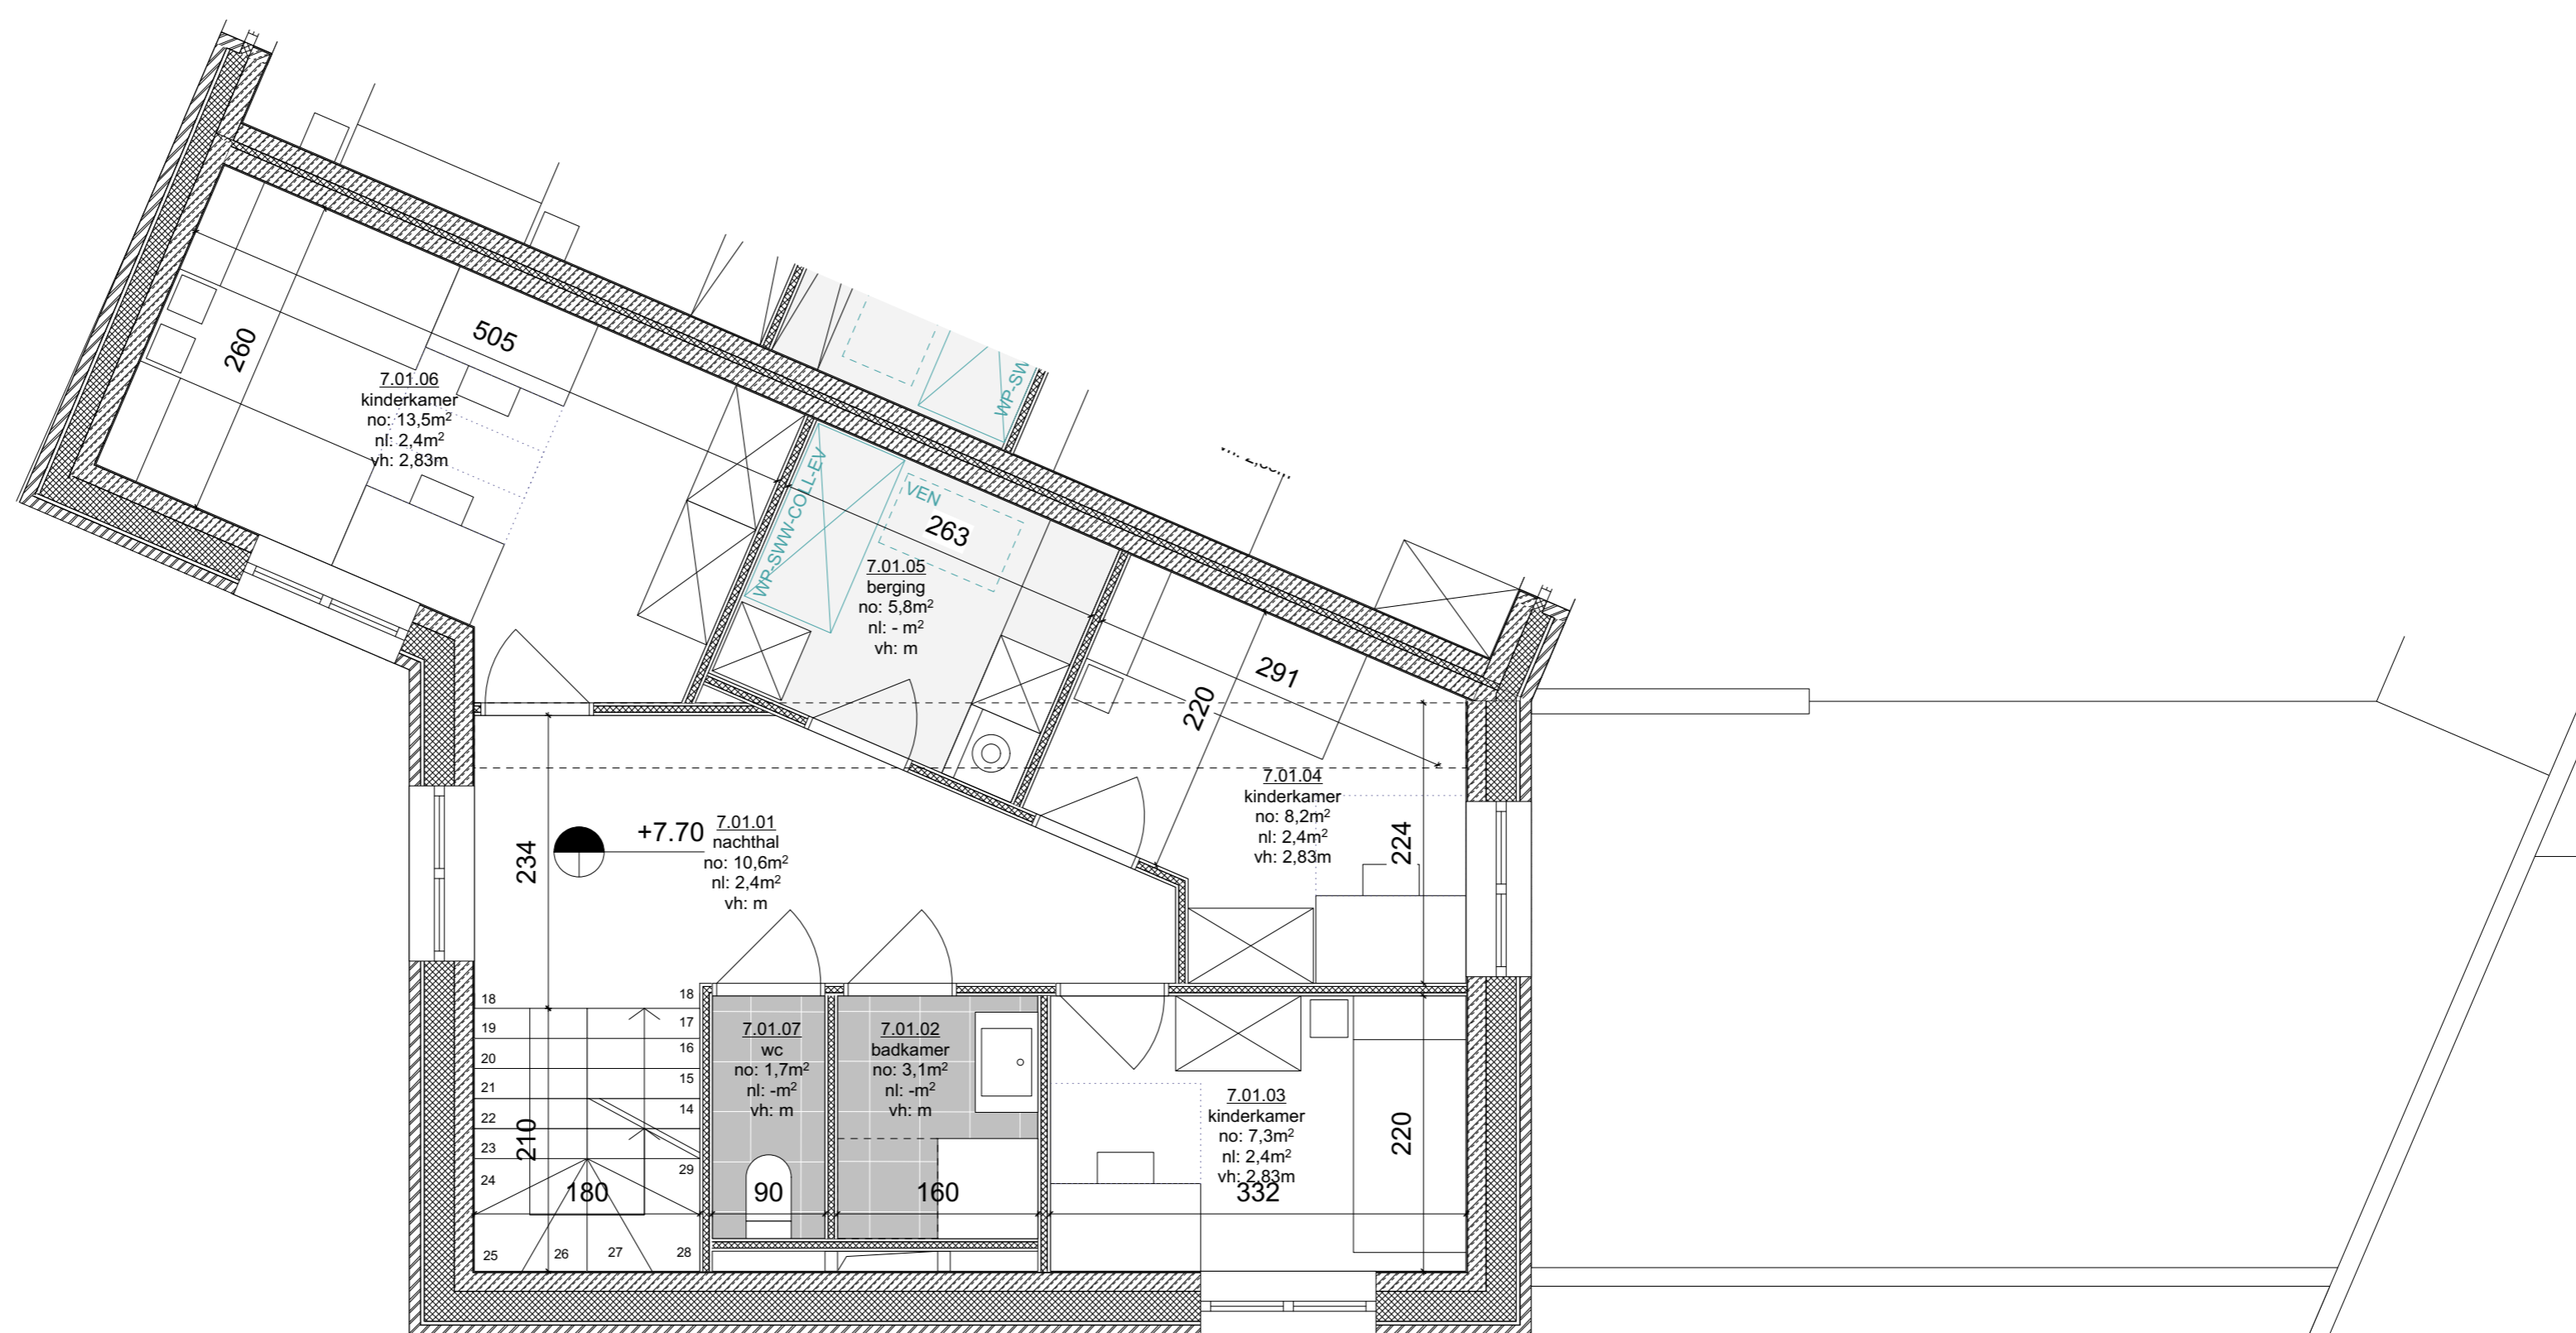 505
260
7.01.06
kinderkamer
no: 13,5m²
nl: 2,4m²
vh: 2,83m
WP-SW
WP-SWW-COLL-EV
VEN
263
7.01.05
berging
no: 5,8m²
nl: - m²
vh: m
291
220
7.01.04
kinderkamer
no: 8,2m²
nl: 2,4m²
vh: 2,83m
224
234
+7.70
7.01.01
nachthal
no: 10,6m²
nl: 2,4m²
vh: m
18
19
20
21
22
23
24
25
26
27
28
18
17
16
15
14
29
210
180
7.01.07
wc
no: 1,7m²
nl: -m²
vh: m
90
7.01.02
badkamer
no: 3,1m²
nl: -m²
vh: m
160
7.01.03
kinderkamer
no: 7,3m²
nl: 2,4m²
vh: 2,83m
332
220